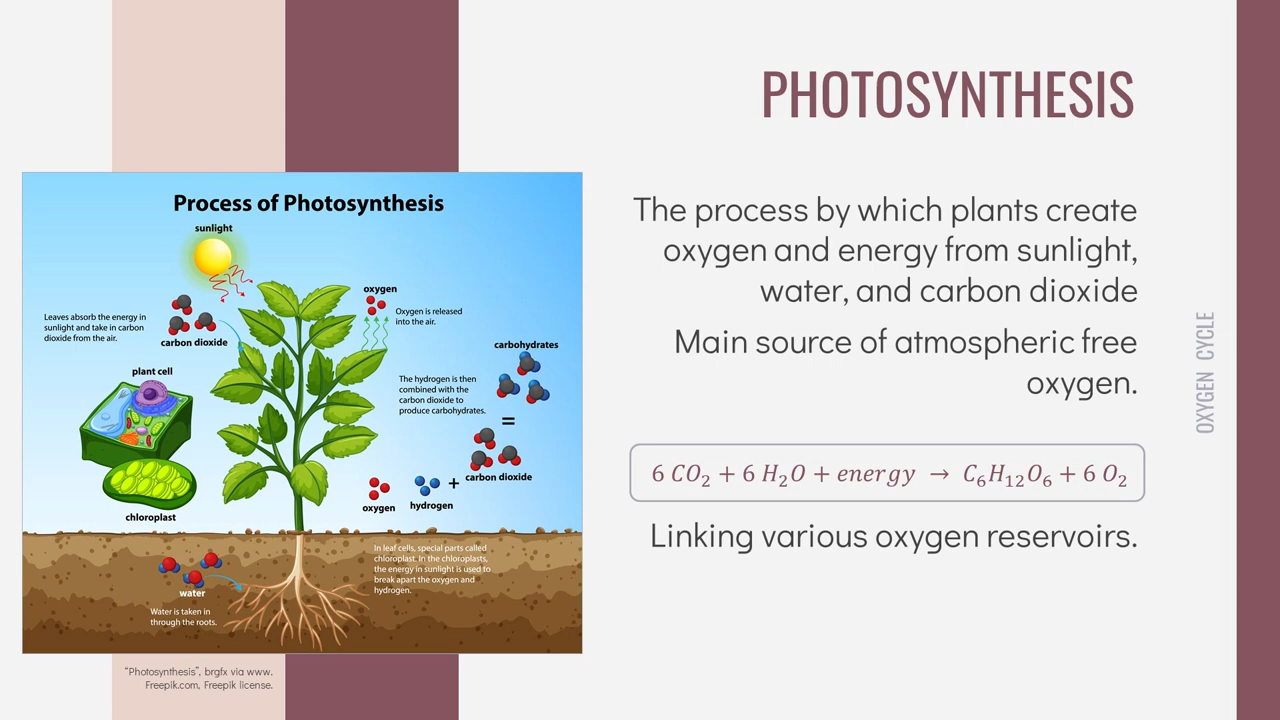 PHOTOSYNTHESIS
Process of Photosynthesis
sunlight
Leaves absorb the energy in
sunlight and take in carbon
dioxide from the air.
carbon dioxide
oxygen
Oxygen is released
into the air.
carbohydrates
plant cell
The hydrogen is then
combined with the
carbon dioxide to
produce carbohydrates.
=
carbon dioxide
+
oxygen
hydrogen
chloroplast
In leaf cells, special parts called
chloroplast. In the chloroplasts,
the energy in sunlight is used to
break apart the oxygen and
hydrogen.
water
Water is taken in
through the roots.
"Photosynthesis", brgfx via www.
Freepik.com, Freepik license.
The process by which plants create
oxygen and energy from sunlight,
water, and carbon dioxide
Main source of atmospheric free
oxygen.
6 CO₂ + 6 H₂O + energy → C₆H₁₂O₆ + 6 O₂
Linking various oxygen reservoirs.
OXYGEN CYCLE